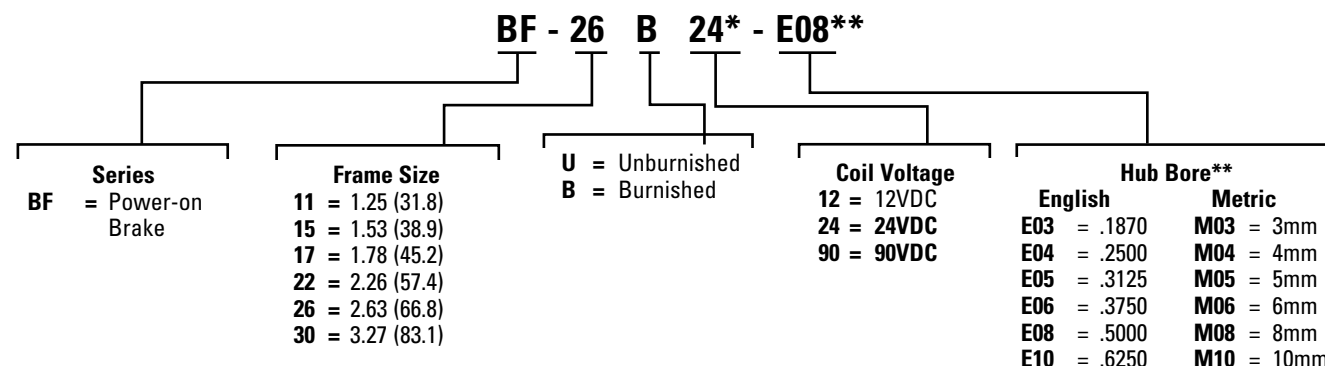 BF - 26 B 24* - E08**
Series
BF = Power-on
Brake
Frame Size
11 = 1.25 (31.8)
15 = 1.53 (38.9)
17 = 1.78 (45.2)
22 = 2.26 (57.4)
26 = 2.63 (66.8)
30 = 3.27 (83.1)
U = Unburnished
B = Burnished
Coil Voltage
12 = 12VDC
24 = 24VDC
90 = 90VDC
Hub Bore**
English Metric
E03 = .1870 M03 = 3mm
E04 = .2500 M04 = 4mm
E05 = .3125 M05 = 5mm
E06 = .3750 M06 = 6mm
E08 = .5000 M08 = 8mm
E10 = .6250 M10 = 10mm